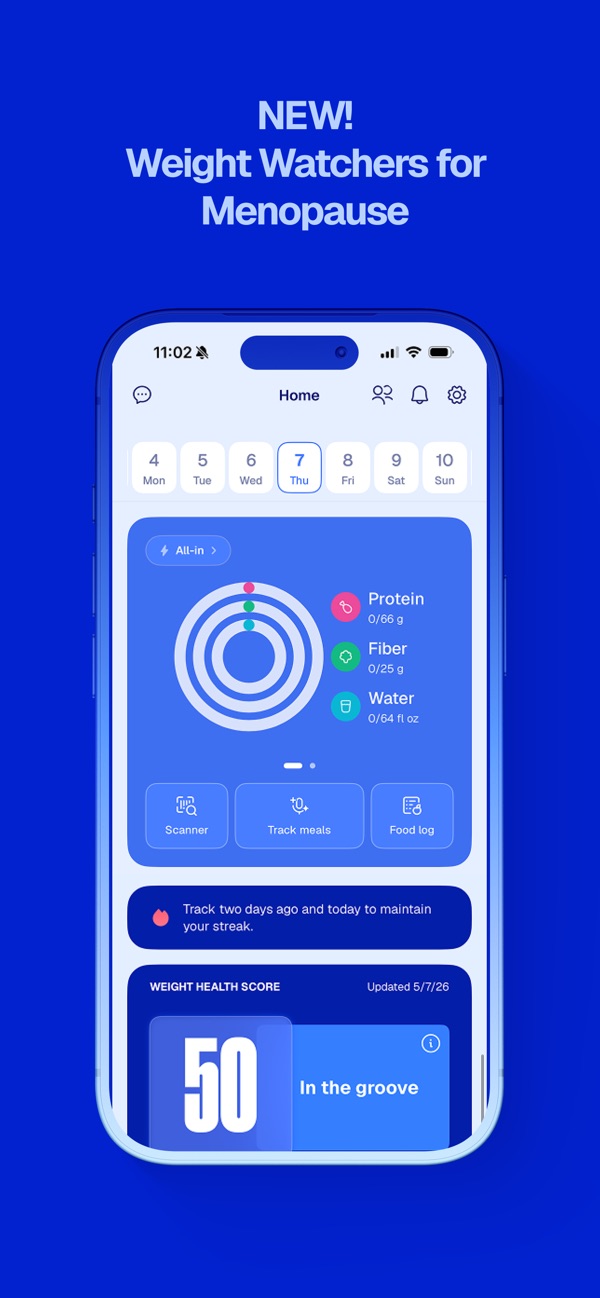 NEW!
Weight Watchers for
Menopause
11:02
Home
4 5 6 7 8 9 10
Mon Tue Wed Thu Fri Sat Sun
All-in
Protein
0/66 g
Fiber
0/25 g
Water
0/64 fl oz
Scanner Track meals Food log
Track two days ago and today to maintain
your streak.
WEIGHT HEALTH SCORE Updated 5/7/26
50 In the groove